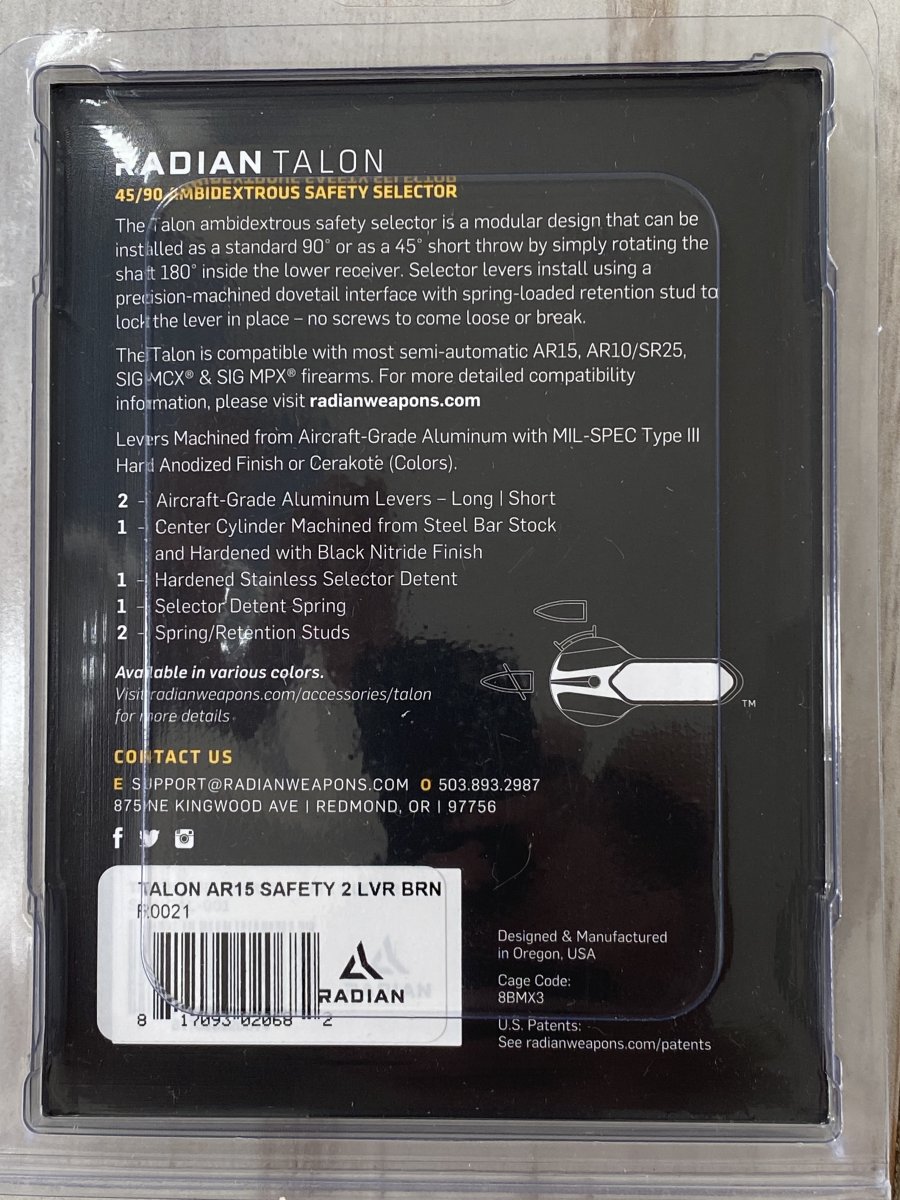 RADIAN TALON
45/90 AMBIDEXTROUS SAFETY SELECTOR
The Talon ambidextrous safety selector is a modular design that can be
installed as a standard 90° or as a 45° short throw by simply rotating the
shaft 180° inside the lower receiver. Selector levers install using a
precision-machined dovetail interface with spring-loaded retention stud to
lock the lever in place – no screws to come loose or break.
The Talon is compatible with most semi-automatic AR15, AR10/SR25,
SIG MCX® & SIG MPX® firearms. For more detailed compatibility
information, please visit radianweapons.com
Levers Machined from Aircraft-Grade Aluminum with MIL-SPEC Type III
Hard Anodized Finish or Cerakote (Colors).
2 - Aircraft-Grade Aluminum Levers – Long | Short
1 - Center Cylinder Machined from Steel Bar Stock
and Hardened with Black Nitride Finish
1 - Hardened Stainless Selector Detent
1 - Selector Detent Spring
2 - Spring/Retention Studs
Available in various colors.
Visit radianweapons.com/accessories/talon
for more details
TM
CONTACT US
E SUPPORT@RADIANWEAPONS.COM O 503.893.2987
875 NE KINGWOOD AVE | REDMOND, OR | 97756
TALON AR15 SAFETY 2 LVR BRN
R0021
RADIAN
8 17093 02068 2
Designed & Manufactured
in Oregon, USA
Cage Code:
8BMX3
U.S. Patents:
See radianweapons.com/patents